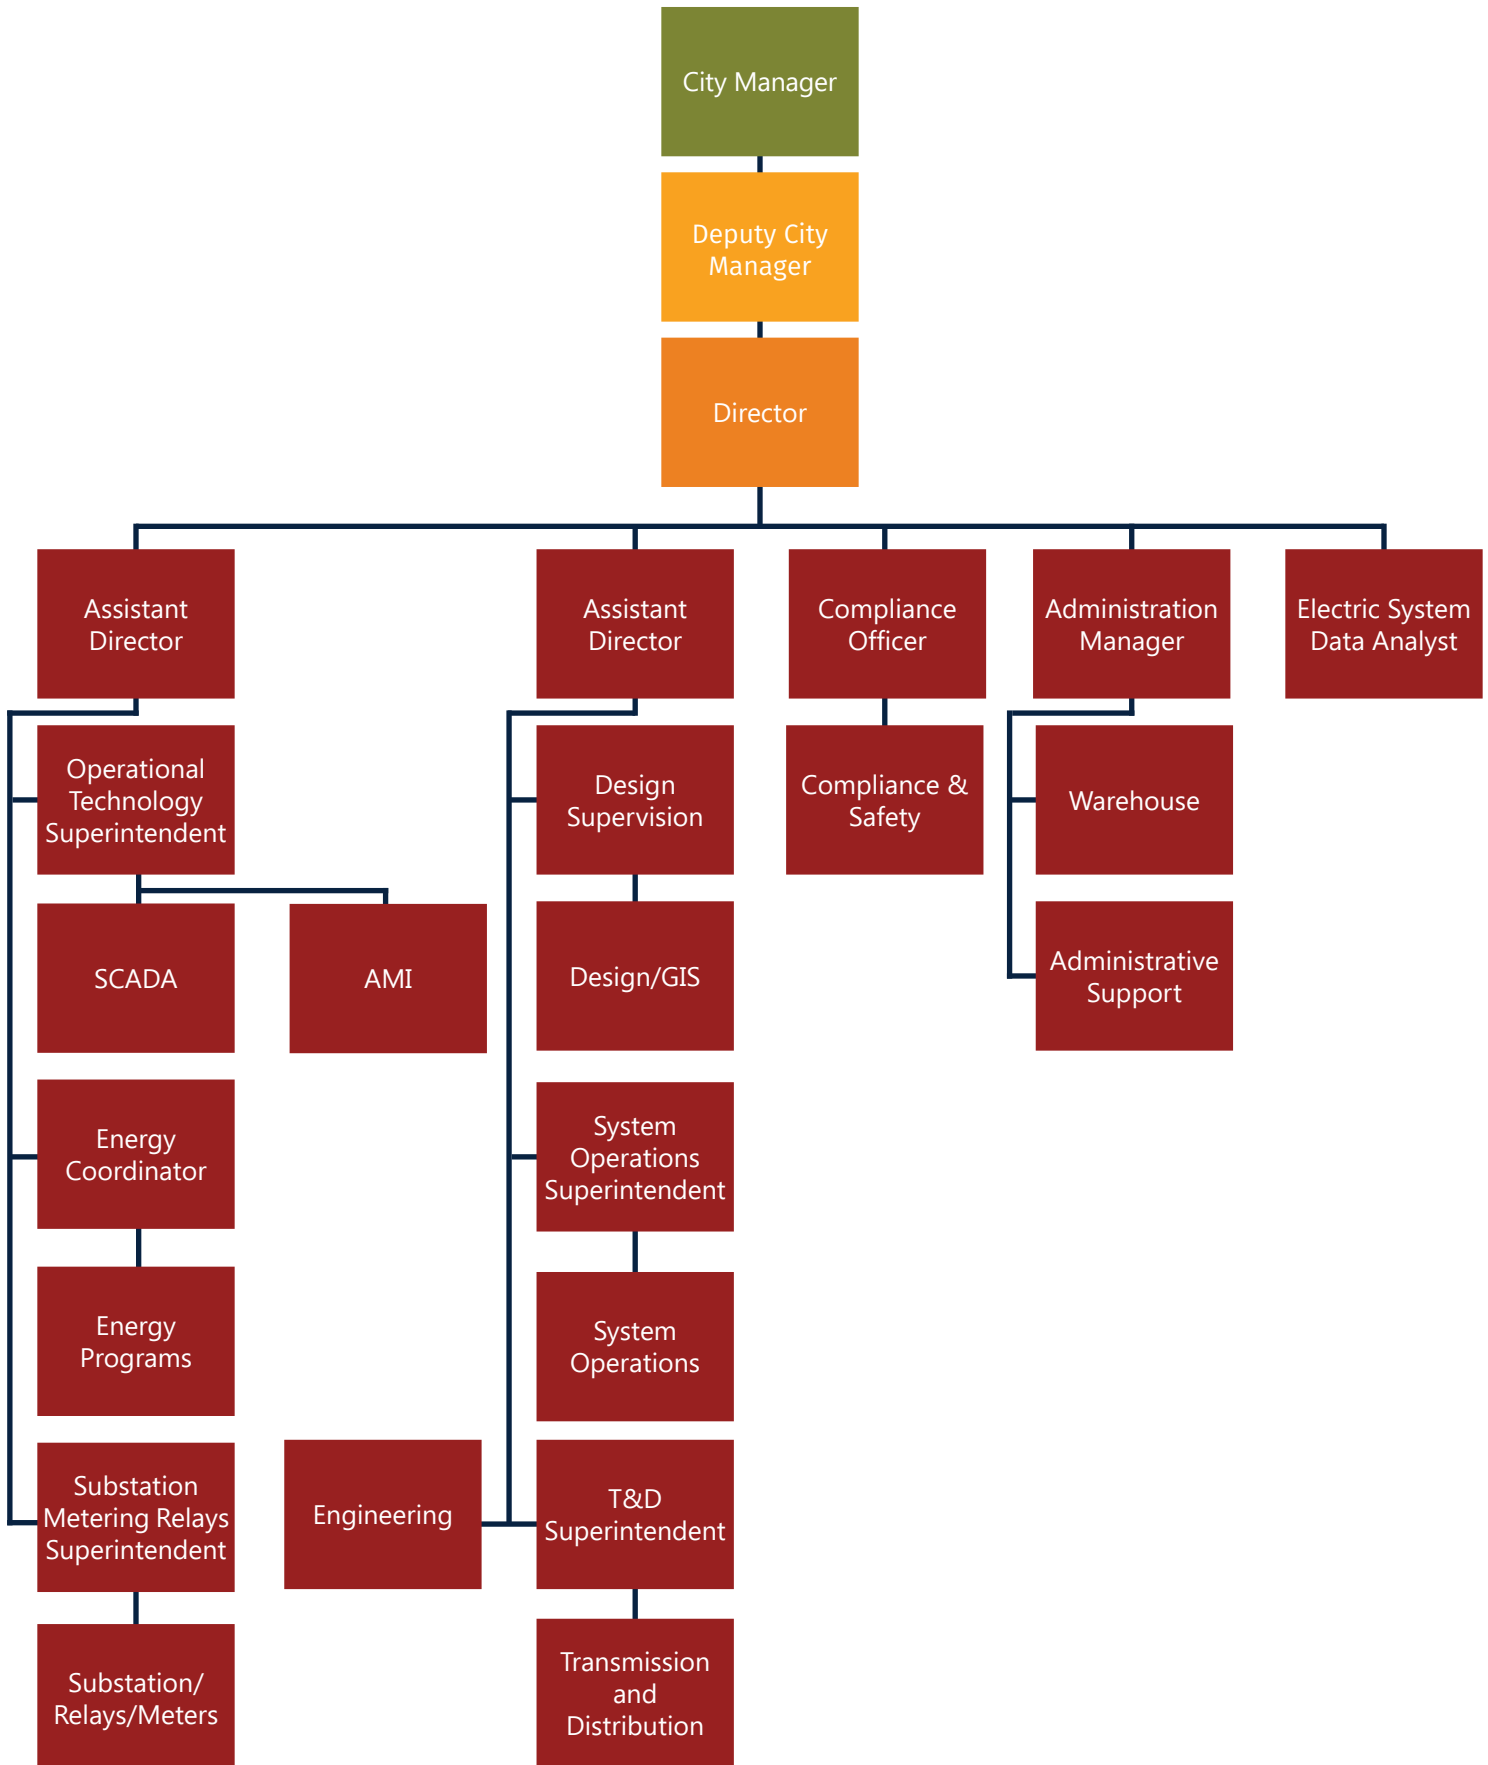 City Manager
Deputy City
Manager
Director
Assistant
Director
Assistant
Director
Compliance
Officer
Administration
Manager
Electric System
Data Analyst
Operational
Technology
Superintendent
Design
Supervision
Compliance &
Safety
Warehouse
SCADA
AMI
Design/GIS
Administrative
Support
Energy
Coordinator
System
Operations
Superintendent
Energy
Programs
System
Operations
Substation
Metering Relays
Superintendent
Engineering
T&D
Superintendent
Substation/
Relays/Meters
Transmission
and
Distribution